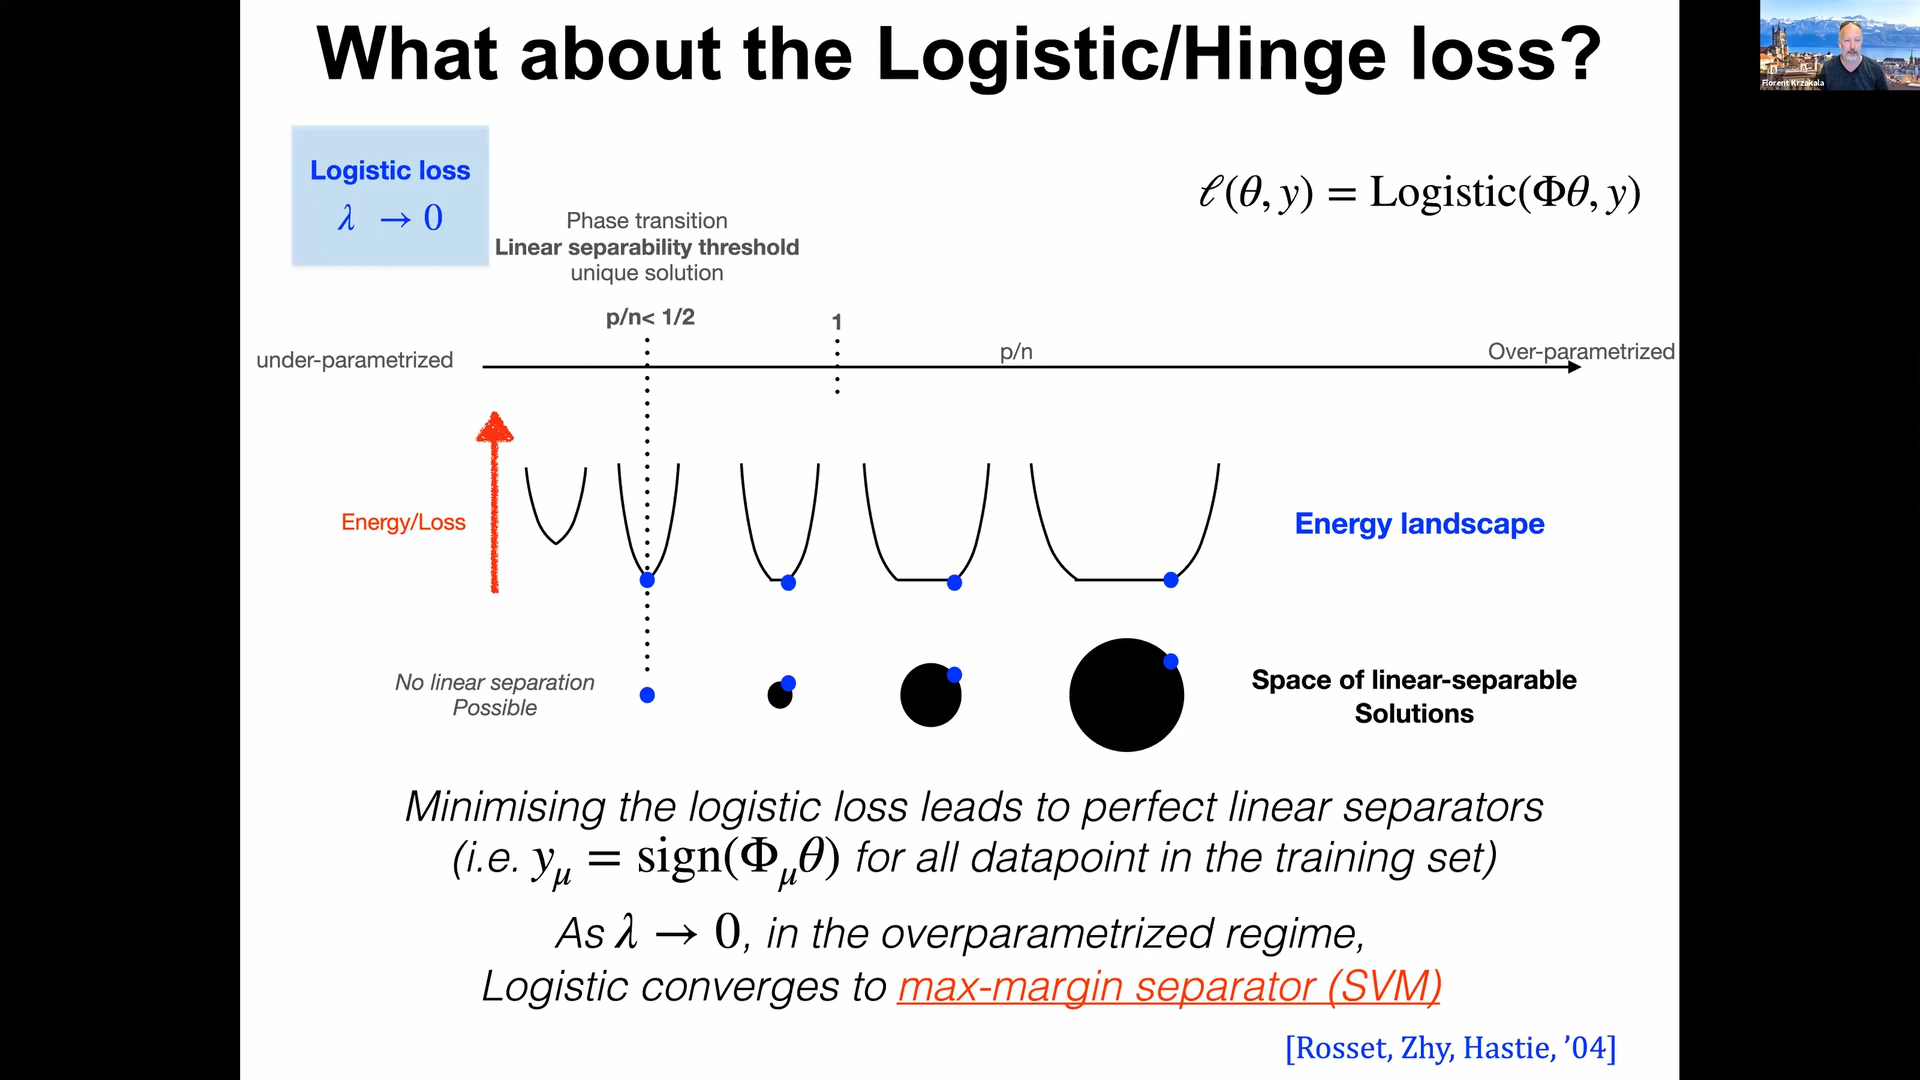 What about the Logistic/Hinge loss?
Florent Krzakala
Logistic loss
λ → 0
ℓ(θ, y) = Logistic(Φθ, y)
Phase transition
Linear separability threshold
unique solution
p/n< 1/2
1
under-parametrized
p/n
Over-parametrized
Energy/Loss
Energy landscape
No linear separation
Possible
Space of linear-separable
Solutions
Minimising the logistic loss leads to perfect linear separators
(i.e. yμ = sign(Φμθ) for all datapoint in the training set)
As λ → 0, in the overparametrized regime,
Logistic converges to max-margin separator (SVM)
[Rosset, Zhy, Hastie, ’04]